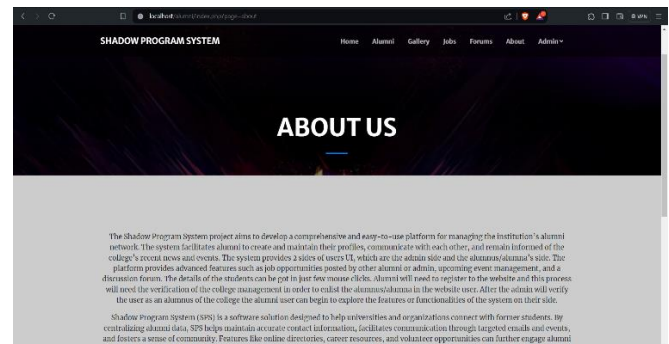 localhost/alumni/index.php?page=about
SHADOW PROGRAM SYSTEM
Home Alumni Gallery Jobs Forums About Admin
ABOUT US
The Shadow Program System project aims to develop a comprehensive and easy-to-use platform for managing the institution's alumni
network. The system facilitates alumni to create and maintain their profiles, communicate with each other, and remain informed of the
college's recent news and events. The system provides 2 sides of users UI, which are the admin side and the alumnus/alumna's side. The
platform provides advanced features such as job opportunities posted by other alumni or admin, upcoming event management, and a
discussion forum. The details of the students can be got in just few mouse clicks. Alumni will need to register to the website and this process
will need the verification of the college management in order to enlist the alumnus/alumna in the website user. After the admin will verify
the user as an alumnus of the college the alumni user can begin to explore the features or functionalities of the system on their side.
Shadow Program System (SPS) is a software solution designed to help universities and organizations connect with former students. By
centralizing alumni data, SPS helps maintain accurate contact information, facilitates communication through targeted emails and events,
and fosters a sense of community. Features like online directories, career resources, and volunteer opportunities can further engage alumni